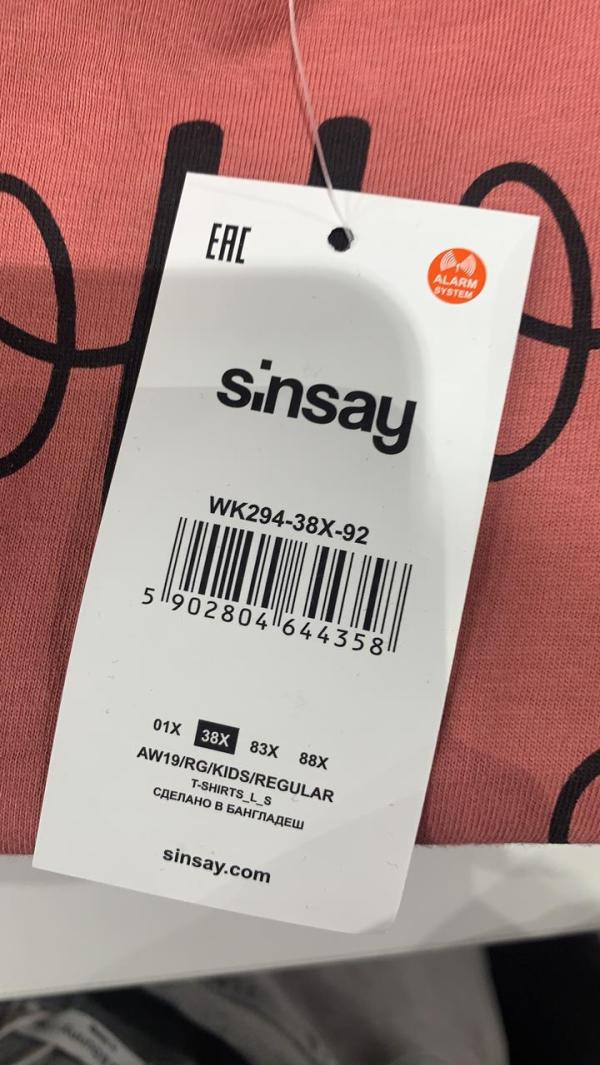 EAC
ALARM
SYSTEM
sinsay
WK294-38X-92
5 902804 644358
01X 38X 83X 88X
AW19/RG/KIDS/REGULAR
T-SHIRTS_L_S
СДЕЛАНО В БАНГЛАДЕШ
sinsay.com